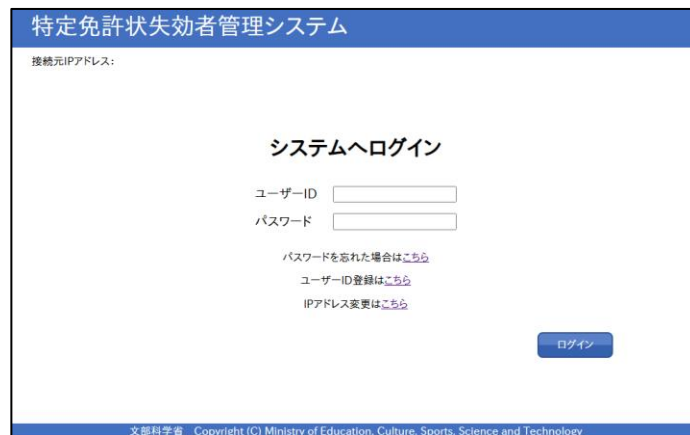 特定免許状失効者管理システム
接続元IPアドレス:
システムへログイン
ユーザーID
パスワード
パスワードを忘れた場合はこちら
ユーザーID登録はこちら
IPアドレス変更はこちら
ログイン
文部科学省 Copyright (C) Ministry of Education, Culture, Sports, Science and Technology